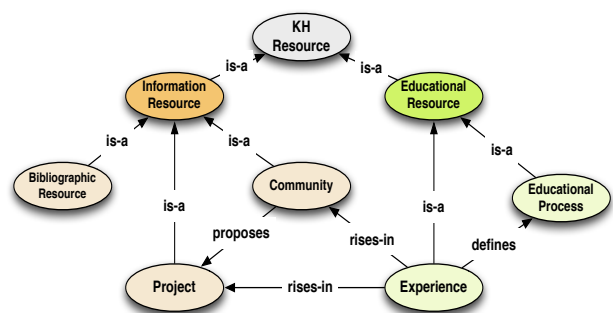 KH
Resource
is-a
is-a
Information
Resource
Educational
Resource
is-a
is-a
is-a
Bibliographic
Resource
Community
Educational
Process
is-a
is-a
proposes
rises-in
defines
Project
rises-in
Experience